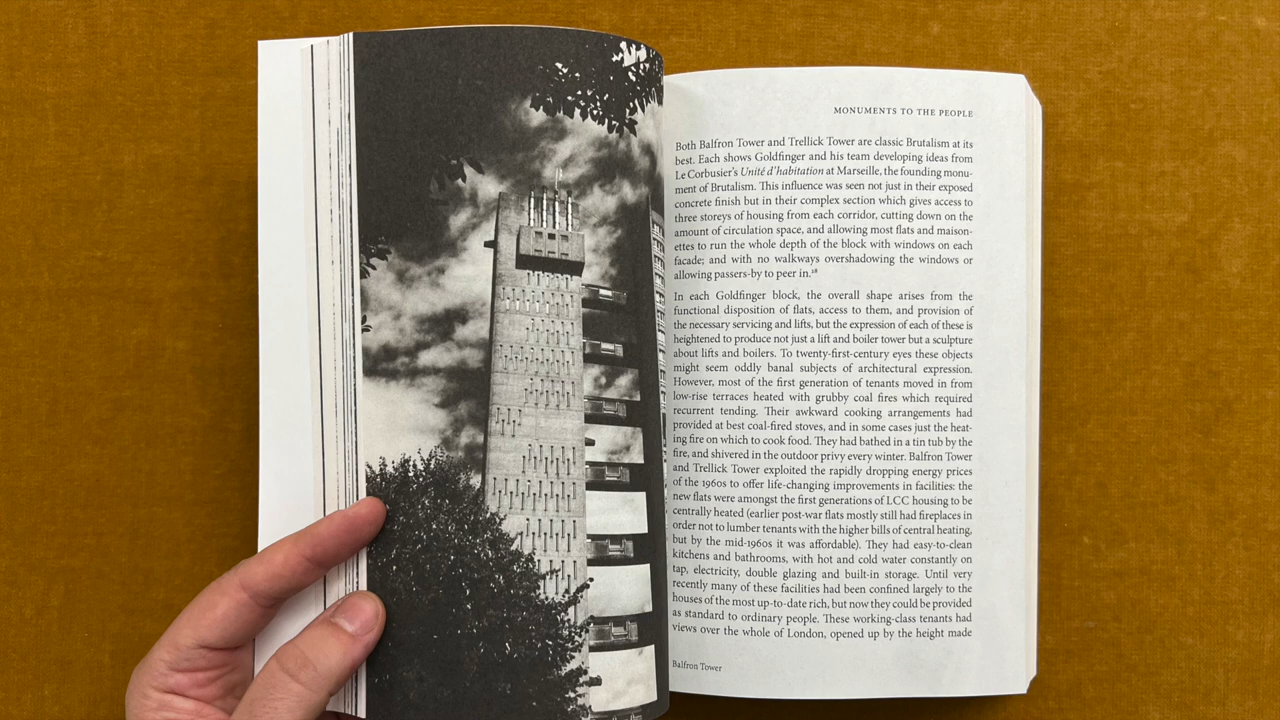 MONUMENTS TO THE PEOPLE
Both Balfron Tower and Trellick Tower are classic Brutalism at its
best. Each shows Goldfinger and his team developing ideas from
Le Corbusier's Unité d'habitation at Marseille, the founding monu-
ment of Brutalism. This influence was seen not just in their exposed
concrete finish but in their complex section which gives access to
three storeys of housing from each corridor, cutting down on the
amount of circulation space, and allowing most flats and maison-
ettes to run the whole depth of the block with windows on each
facade; and with no walkways overshadowing the windows or
allowing passers-by to peer in.28
In each Goldfinger block, the overall shape arises from the
functional disposition of flats, access to them, and provision of
the necessary servicing and lifts, but the expression of each of these is
heightened to produce not just a lift and boiler tower but a sculpture
about lifts and boilers. To twenty-first-century eyes these objects
might seem oddly banal subjects of architectural expression.
However, most of the first generation of tenants moved in from
low-rise terraces heated with grubby coal fires which required
recurrent tending. Their awkward cooking arrangements had
provided at best coal-fired stoves, and in some cases just the heat-
ing fire on which to cook food. They had bathed in a tin tub by the
fire, and shivered in the outdoor privy every winter. Balfron Tower
and Trellick Tower exploited the rapidly dropping energy prices
of the 1960s to offer life-changing improvements in facilities: the
new flats were amongst the first generations of LCC housing to be
centrally heated (earlier post-war flats mostly still had fireplaces in
order not to lumber tenants with the higher bills of central heating,
but by the mid-1960s it was affordable). They had easy-to-clean
kitchens and bathrooms, with hot and cold water constantly on
tap, electricity, double glazing and built-in storage. Until very
recently many of these facilities had been confined largely to the
houses of the most up-to-date rich, but now they could be provided
as standard to ordinary people. These working-class tenants had
views over the whole of London, opened up by the height made
Balfron Tower